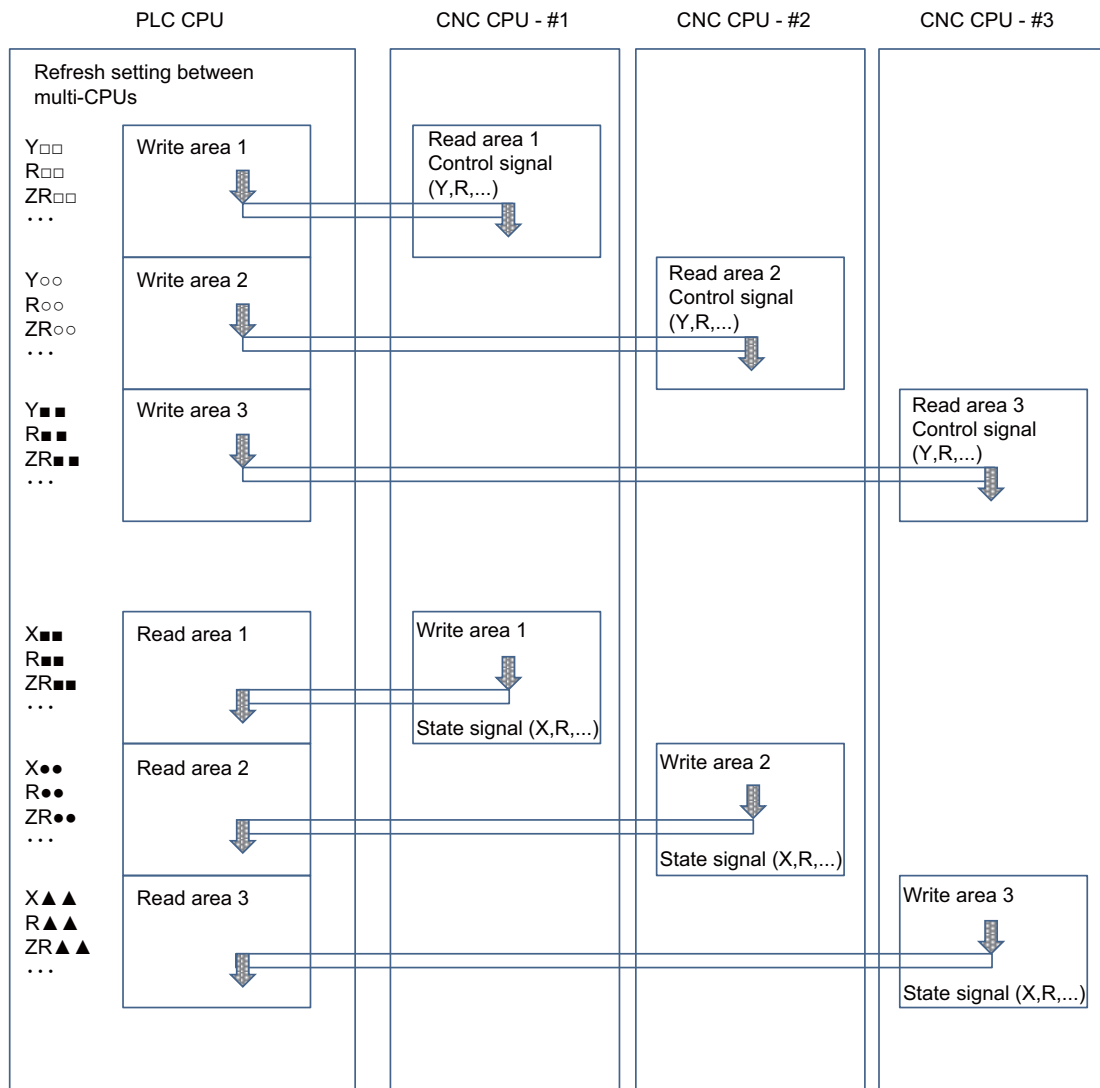 PLC CPU
CNC CPU - #1
CNC CPU - #2
CNC CPU - #3
Refresh setting between
multi-CPUs
Y□□
R□□
ZR□□
･･･
Write area 1
Read area 1
Control signal
(Y,R,...)
Y○○
R○○
ZR○○
･･･
Write area 2
Read area 2
Control signal
(Y,R,...)
Y■■
R■■
ZR■■
･･･
Write area 3
Read area 3
Control signal
(Y,R,...)
X■■
R■■
ZR■■
･･･
Read area 1
Write area 1
State signal (X,R,...)
X●●
R●●
ZR●●
･･･
Read area 2
Write area 2
State signal (X,R,...)
X▲▲
R▲▲
ZR▲▲
･･･
Read area 3
Write area 3
State signal (X,R,...)